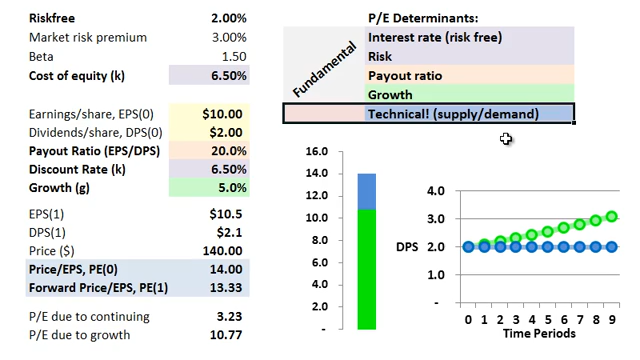 Riskfree 2.00%
Market risk premium 3.00%
Beta 1.50
Cost of equity (k) 6.50%
Earnings/share, EPS(0) $10.00
Dividends/share, DPS(0) $2.00
Payout Ratio (EPS/DPS) 20.0%
Discount Rate (k) 6.50%
Growth (g) 5.0%
EPS(1) $10.5
DPS(1) $2.1
Price ($) 140.00
Price/EPS, PE(0) 14.00
Forward Price/EPS, PE(1) 13.33
P/E due to continuing 3.23
P/E due to growth 10.77
P/E Determinants:
Fundamental
Interest rate (risk free)
Risk
Payout ratio
Growth
Technical! (supply/demand)
16.0
14.0
12.0
10.0
8.0
6.0
4.0
2.0
-
4.0
3.0
DPS 2.0
1.0
-
0 1 2 3 4 5 6 7 8 9
Time Periods